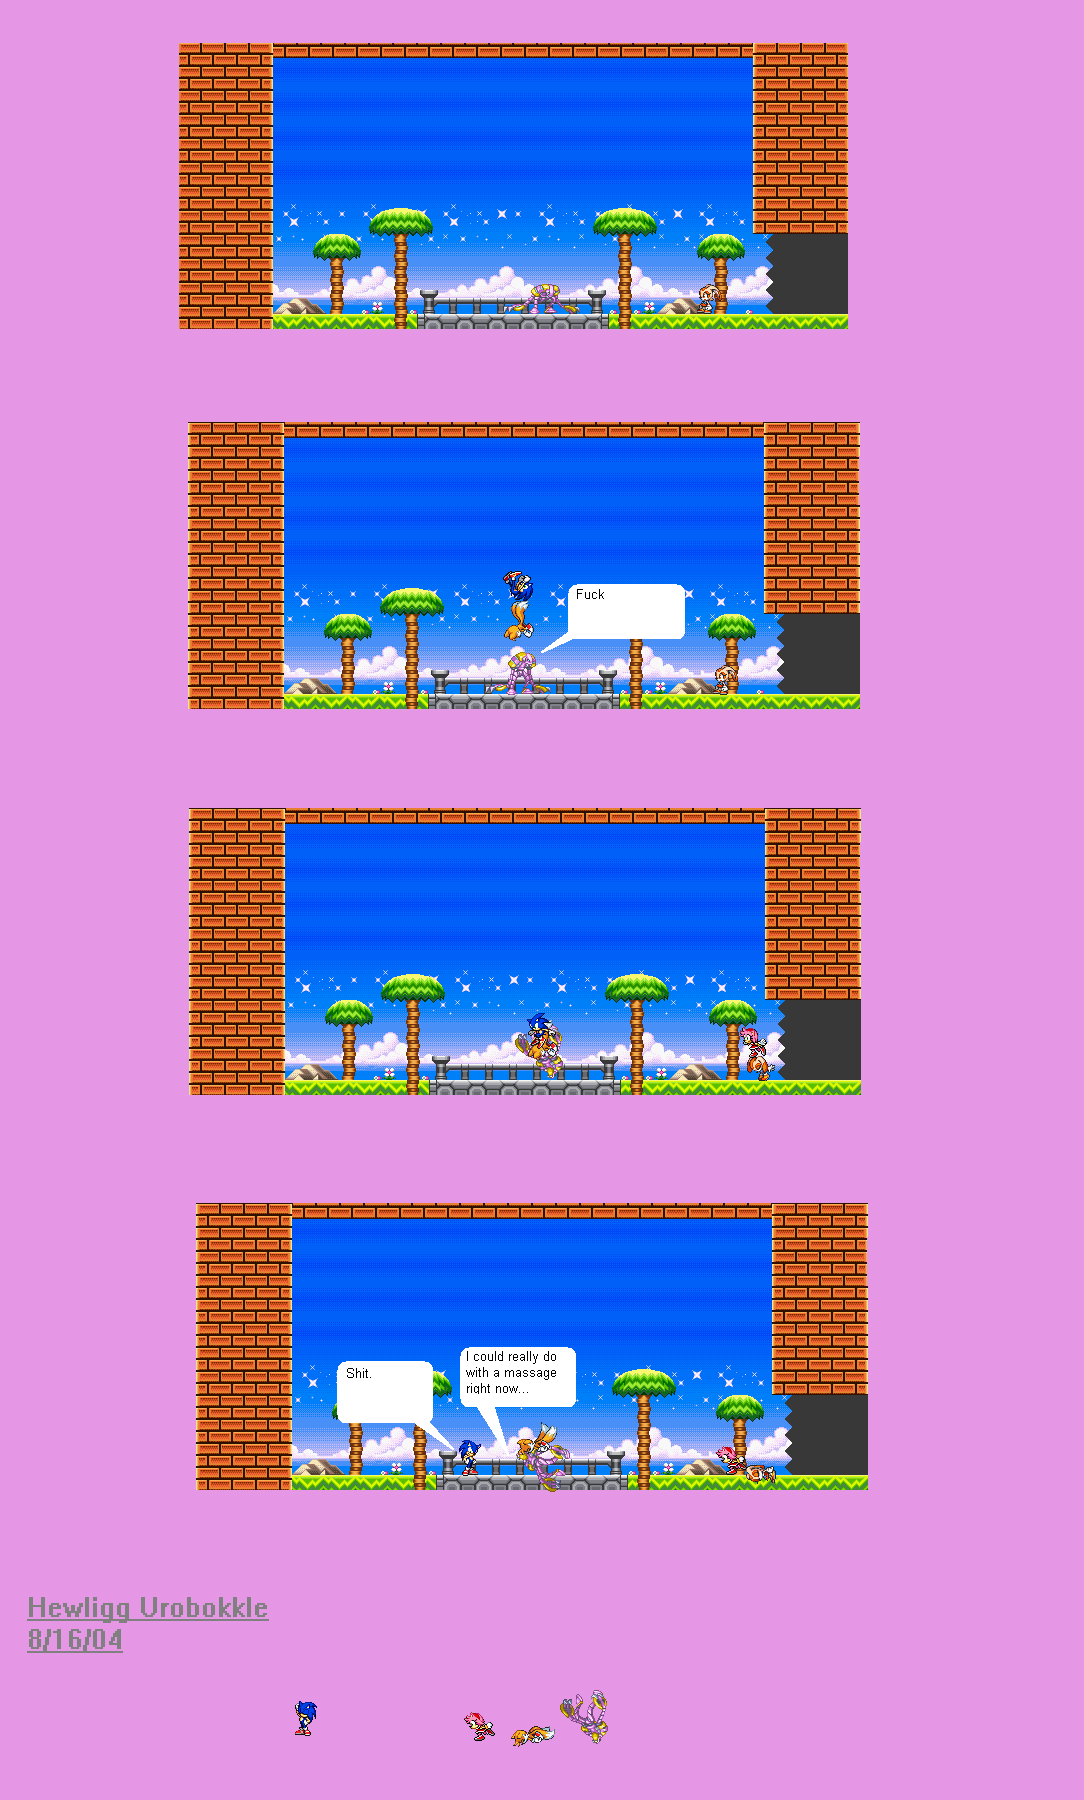 Fuck
Shit.
I could really do
with a massage
right now...
Hewligg Urobokkle
8/16/04